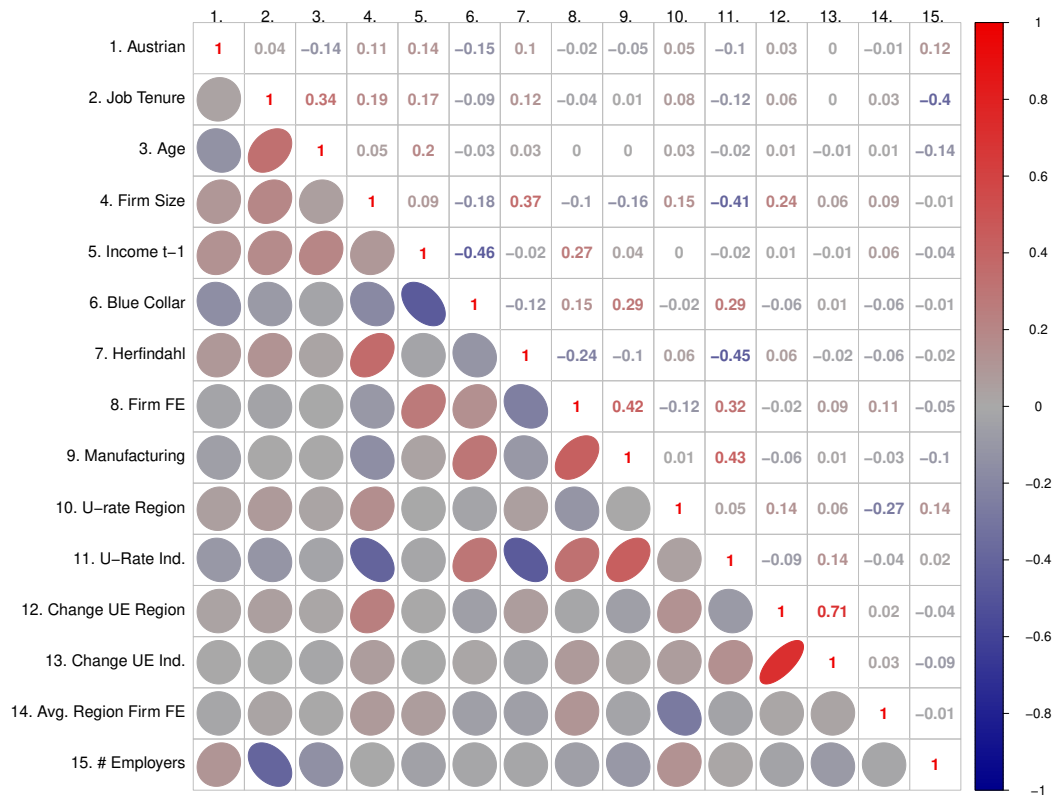 1. 2. 3. 4. 5. 6. 7. 8. 9. 10. 11. 12. 13. 14. 15.
1. Austrian 1 0.04 −0.14 0.11 0.14 −0.15 0.1 −0.02 −0.05 0.05 −0.1 0.03 0 −0.01 0.12
2. Job Tenure 1 0.34 0.19 0.17 −0.09 0.12 −0.04 0.01 0.08 −0.12 0.06 0 0.03 −0.4
3. Age 1 0.05 0.2 −0.03 0.03 0 0 0.03 −0.02 0.01 −0.01 0.01 −0.14
4. Firm Size 1 0.09 −0.18 0.37 −0.1 −0.16 0.15 −0.41 0.24 0.06 0.09 −0.01
5. Income t−1 1 −0.46 −0.02 0.27 0.04 0 −0.02 0.01 −0.01 0.06 −0.04
6. Blue Collar 1 −0.12 0.15 0.29 −0.02 0.29 −0.06 0.01 −0.06 −0.01
7. Herfindahl 1 −0.24 −0.1 0.06 −0.45 0.06 −0.02 −0.06 −0.02
8. Firm FE 1 0.42 −0.12 0.32 −0.02 0.09 0.11 −0.05
9. Manufacturing 1 0.01 0.43 −0.06 0.01 −0.03 −0.1
10. U−rate Region 1 0.05 0.14 0.06 −0.27 0.14
11. U−Rate Ind. 1 −0.09 0.14 −0.04 0.02
12. Change UE Region 1 0.71 0.02 −0.04
13. Change UE Ind. 1 0.03 −0.09
14. Avg. Region Firm FE 1 −0.01
15. # Employers 1
1
0.8
0.6
0.4
0.2
0
−0.2
−0.4
−0.6
−0.8
−1